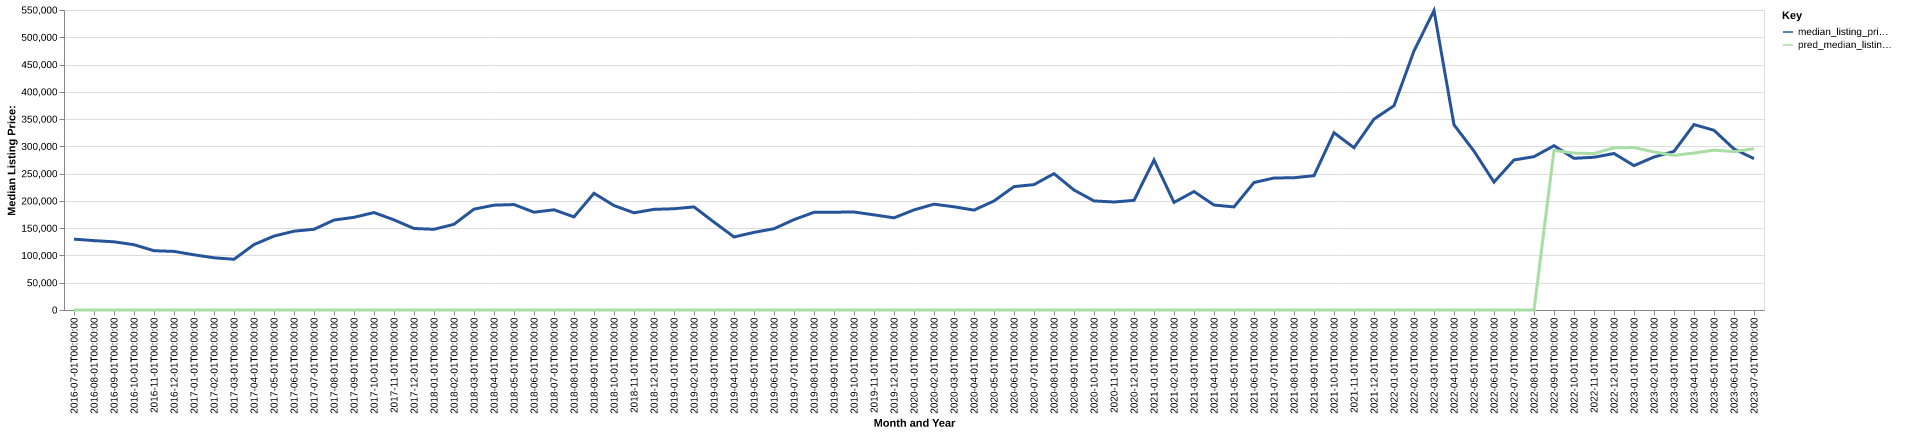 550,000
500,000
450,000
400,000
350,000
300,000
250,000
200,000
150,000
100,000
50,000
0
Median Listing Price:
2016-07-01T00:00:00
2016-08-01T00:00:00
2016-09-01T00:00:00
2016-10-01T00:00:00
2016-11-01T00:00:00
2016-12-01T00:00:00
2017-01-01T00:00:00
2017-02-01T00:00:00
2017-03-01T00:00:00
2017-04-01T00:00:00
2017-05-01T00:00:00
2017-06-01T00:00:00
2017-07-01T00:00:00
2017-08-01T00:00:00
2017-09-01T00:00:00
2017-10-01T00:00:00
2017-11-01T00:00:00
2017-12-01T00:00:00
2018-01-01T00:00:00
2018-02-01T00:00:00
2018-03-01T00:00:00
2018-04-01T00:00:00
2018-05-01T00:00:00
2018-06-01T00:00:00
2018-07-01T00:00:00
2018-08-01T00:00:00
2018-09-01T00:00:00
2018-10-01T00:00:00
2018-11-01T00:00:00
2018-12-01T00:00:00
2019-01-01T00:00:00
2019-02-01T00:00:00
2019-03-01T00:00:00
2019-04-01T00:00:00
2019-05-01T00:00:00
2019-06-01T00:00:00
2019-07-01T00:00:00
2019-08-01T00:00:00
2019-09-01T00:00:00
2019-10-01T00:00:00
2019-11-01T00:00:00
2019-12-01T00:00:00
2020-01-01T00:00:00
2020-02-01T00:00:00
2020-03-01T00:00:00
2020-04-01T00:00:00
2020-05-01T00:00:00
2020-06-01T00:00:00
2020-07-01T00:00:00
2020-08-01T00:00:00
2020-09-01T00:00:00
2020-10-01T00:00:00
2020-11-01T00:00:00
2020-12-01T00:00:00
2021-01-01T00:00:00
2021-02-01T00:00:00
2021-03-01T00:00:00
2021-04-01T00:00:00
2021-05-01T00:00:00
2021-06-01T00:00:00
2021-07-01T00:00:00
2021-08-01T00:00:00
2021-09-01T00:00:00
2021-10-01T00:00:00
2021-11-01T00:00:00
2021-12-01T00:00:00
2022-01-01T00:00:00
2022-02-01T00:00:00
2022-03-01T00:00:00
2022-04-01T00:00:00
2022-05-01T00:00:00
2022-06-01T00:00:00
2022-07-01T00:00:00
2022-08-01T00:00:00
2022-09-01T00:00:00
2022-10-01T00:00:00
2022-11-01T00:00:00
2022-12-01T00:00:00
2023-01-01T00:00:00
2023-02-01T00:00:00
2023-03-01T00:00:00
2023-04-01T00:00:00
2023-05-01T00:00:00
2023-06-01T00:00:00
2023-07-01T00:00:00
Month and Year
Key
median_listing_pri…
pred_median_listin…